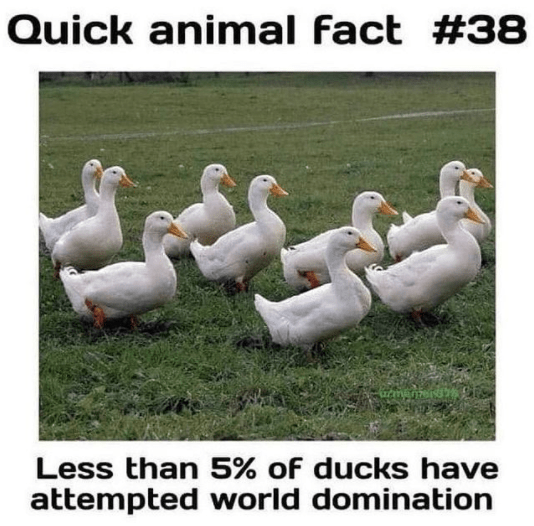 Quick animal fact #38
Less than 5% of ducks have
attempted world domination